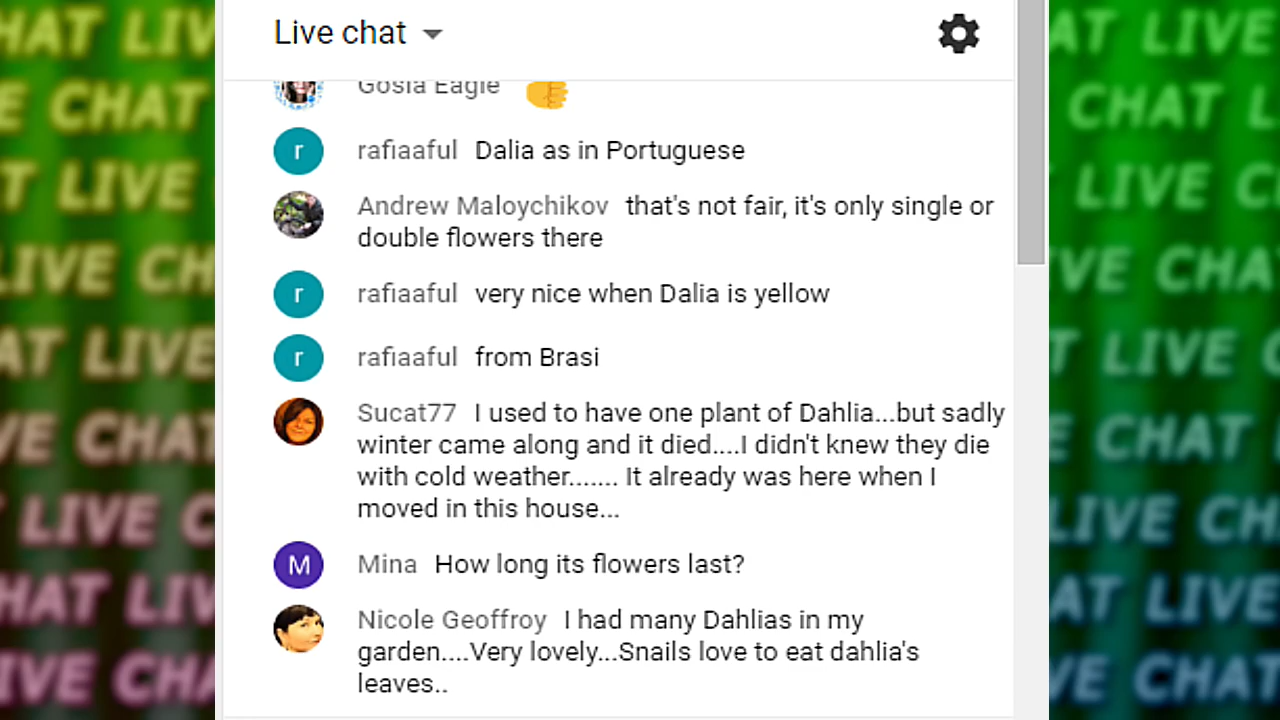 Live chat
Gosia Eagle
rafiaaful Dalia as in Portuguese
Andrew Maloychikov that's not fair, it's only single or
double flowers there
rafiaaful very nice when Dalia is yellow
rafiaaful from Brasi
Sucat77 I used to have one plant of Dahlia...but sadly
winter came along and it died....I didn't knew they die
with cold weather....... It already was here when I
moved in this house...
M
Mina How long its flowers last?
Nicole Geoffroy I had many Dahlias in my
garden....Very lovely...Snails love to eat dahlia's
leaves..